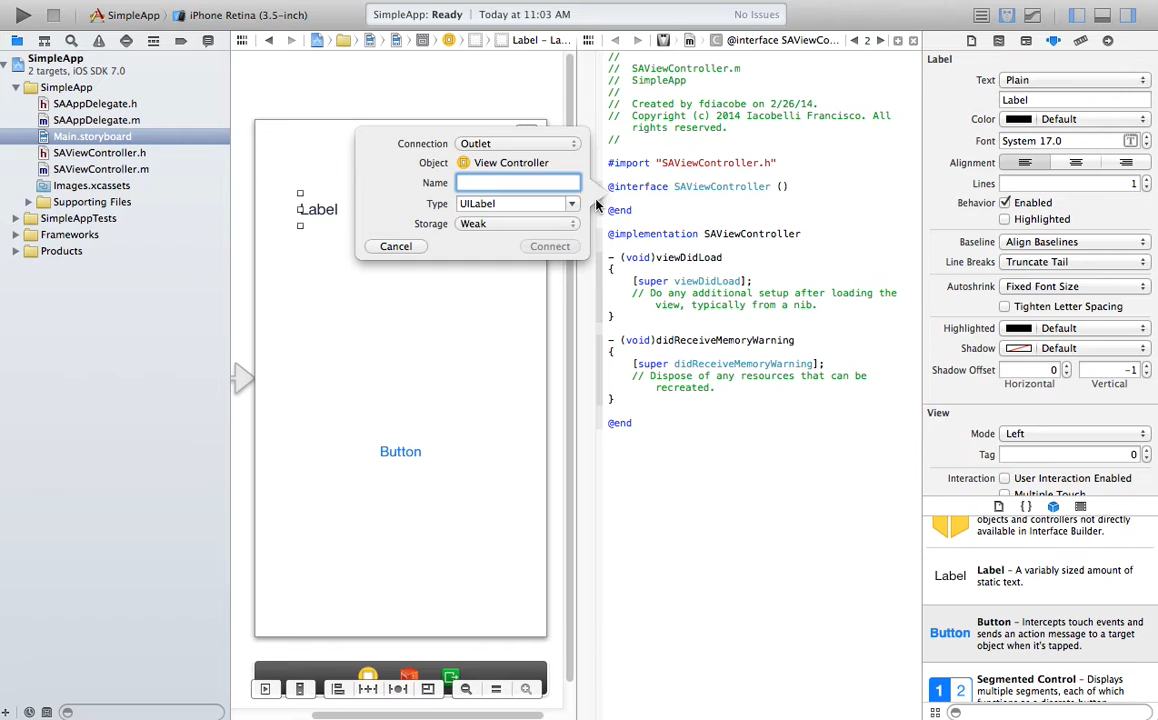 SimpleApp
iPhone Retina (3.5-inch)
SimpleApp: Ready
Today at 11:03 AM
No Issues
Label – La...
@interface SAViewCo...
2
SimpleApp
2 targets, iOS SDK 7.0
SimpleApp
SAAppDelegate.h
SAAppDelegate.m
Main.storyboard
SAViewController.h
SAViewController.m
Images.xcassets
Supporting Files
SimpleAppTests
Frameworks
Products
Label
Button
Connection Outlet
Object View Controller
Name
Type UILabel
Storage Weak
Cancel
Connect
//
// SAViewController.m
// SimpleApp
//
// Created by fdiacobe on 2/26/14.
// Copyright (c) 2014 Iacobelli Francisco. All
rights reserved.
//
#import "SAViewController.h"
@interface SAViewController ()
@end
@implementation SAViewController
- (void)viewDidLoad
{
[super viewDidLoad];
// Do any additional setup after loading the
view, typically from a nib.
}
- (void)didReceiveMemoryWarning
{
[super didReceiveMemoryWarning];
// Dispose of any resources that can be
recreated.
}
@end
Label
Text Plain
Label
Color Default
Font System 17.0
Alignment
Lines 1
Behavior Enabled
Highlighted
Baseline Align Baselines
Line Breaks Truncate Tail
Autoshrink Fixed Font Size
Tighten Letter Spacing
Highlighted Default
Shadow Default
Shadow Offset 0 −1
Horizontal Vertical
View
Mode Left
Tag 0
Interaction User Interaction Enabled
Multiple Touch
objects and controllers not directly
available in Interface Builder.
Label
Label – A variably sized amount of
static text.
Button
Button – Intercepts touch events and
sends an action message to a target
object when it's tapped.
1 2
Segmented Control – Displays
multiple segments, each of which
functions as a discrete button.